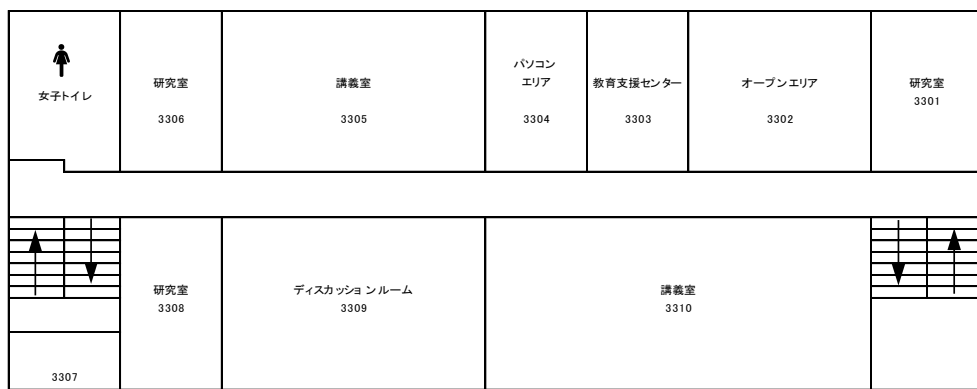 女子トイレ
研究室
3306
講義室
3305
パソコン
エリア
3304
教育支援センター
3303
オープンエリア
3302
研究室
3301
研究室
3308
ディスカッションルーム
3309
講義室
3310
3307